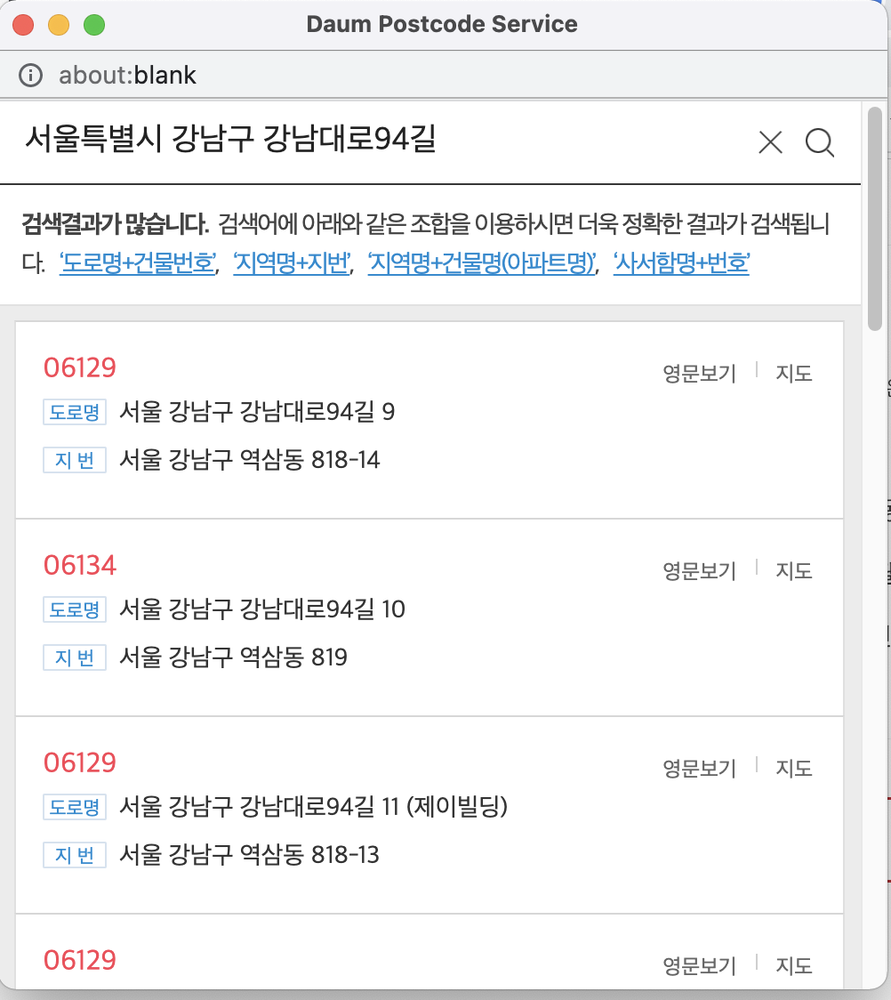 Daum Postcode Service
about:blank
서울특별시 강남구 강남대로94길
검색결과가 많습니다. 검색어에 아래와 같은 조합을 이용하시면 더욱 정확한 결과가 검색됩니
다. ‘도로명+건물번호’, ‘지역명+지번’, ‘지역명+건물명(아파트명)’, ‘사서함명+번호’
06129 영문보기 지도
도로명 서울 강남구 강남대로94길 9
지 번 서울 강남구 역삼동 818-14
06134 영문보기 지도
도로명 서울 강남구 강남대로94길 10
지 번 서울 강남구 역삼동 819
06129 영문보기 지도
도로명 서울 강남구 강남대로94길 11 (제이빌딩)
지 번 서울 강남구 역삼동 818-13
06129 영문보기 지도